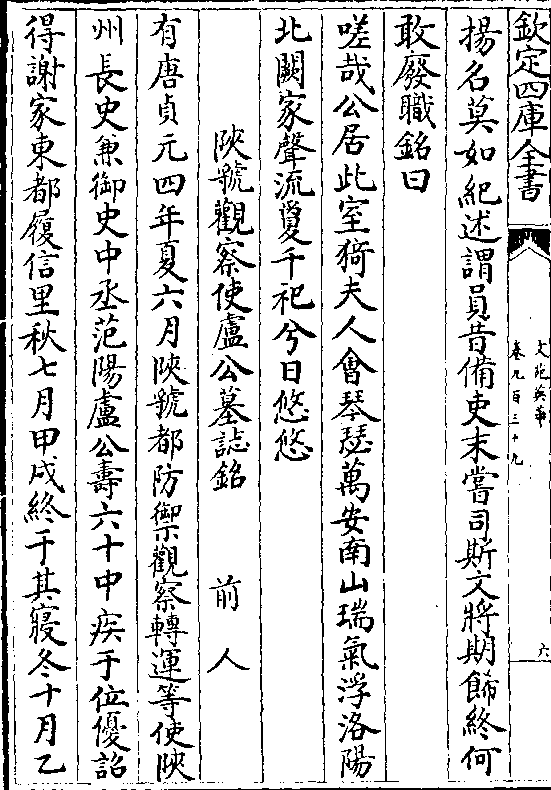 欽定四庫全書
文苑英華
卷九百三十九
六
揚名莫如紀述謂員昔備吏末嘗司斯文將期飾終何
敢廢職銘曰
嗟哉公居此室猗夫人會琴瑟萬安南山瑞氣浮洛陽
北闕家聲流夐千祀兮日悠悠
陜虢觀察使盧公墓誌銘 前人
有唐貞元四年夏六月陜虢都防禦觀察轉運等使陜
州長史兼御史中丞范陽盧公壽六十中疾于位優詔
得謝家東都履信里秋七月甲戌終于其寢冬十月乙